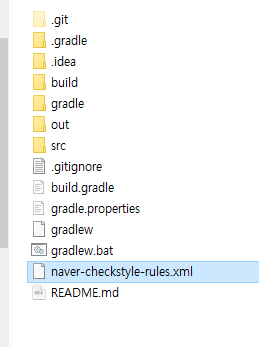 .git
.gradle
.idea
build
gradle
out
src
.gitignore
build.gradle
gradle.properties
gradlew
gradlew.bat
naver-checkstyle-rules.xml
README.md